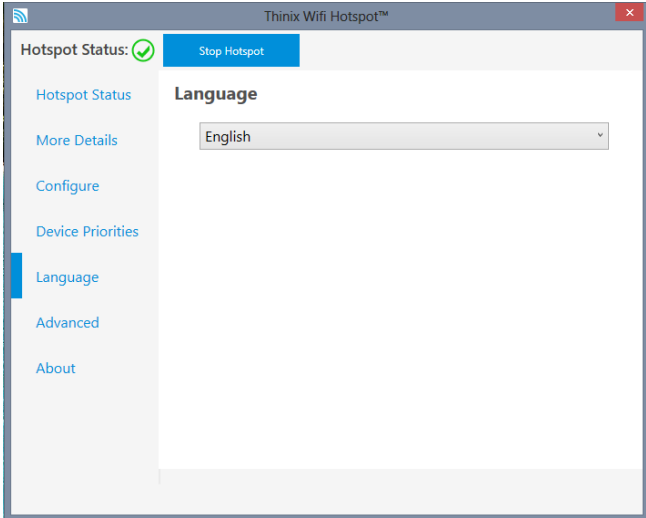 Thinix Wifi Hotspot™
Hotspot Status:
Stop Hotspot
Hotspot Status
More Details
Configure
Device Priorities
Language
Advanced
About
Language
English